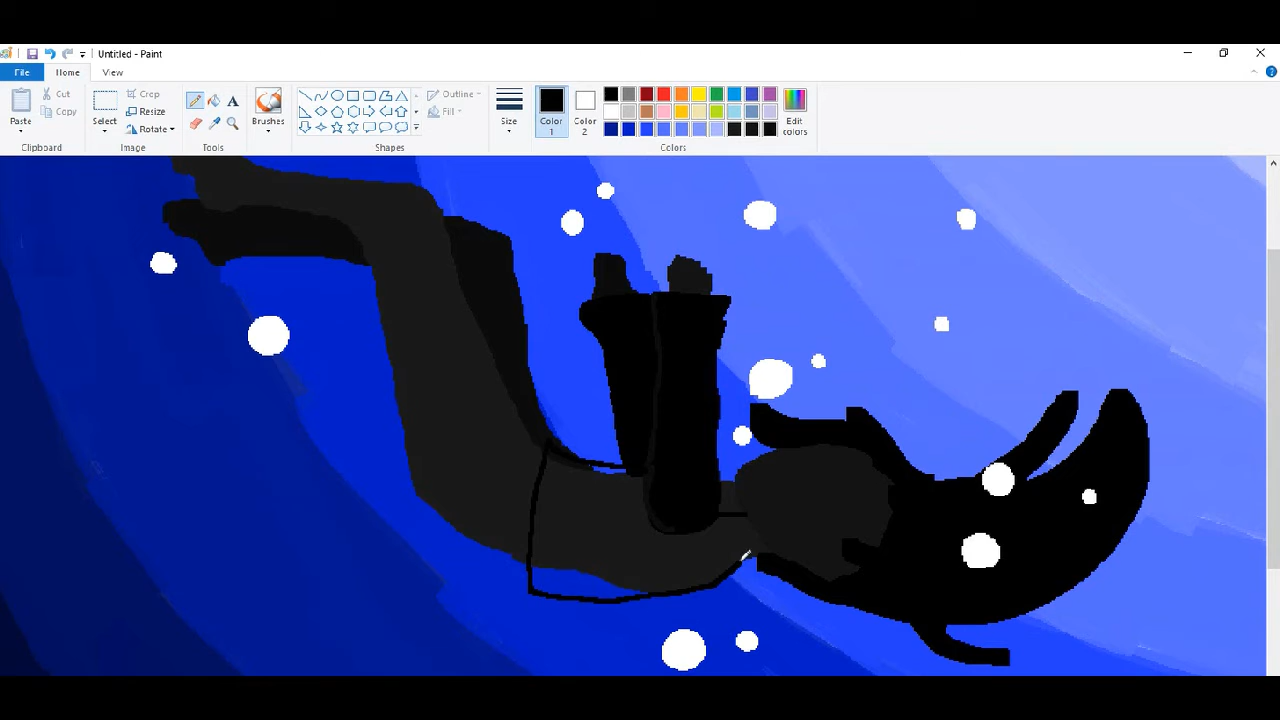 Untitled - Paint
File Home View
Cut
Copy
Paste
Clipboard
Crop
Resize
Rotate
Select
Image
Tools
Brushes
Outline
Fill
Shapes
Size
Color 1
Color 2
Edit colors
Colors